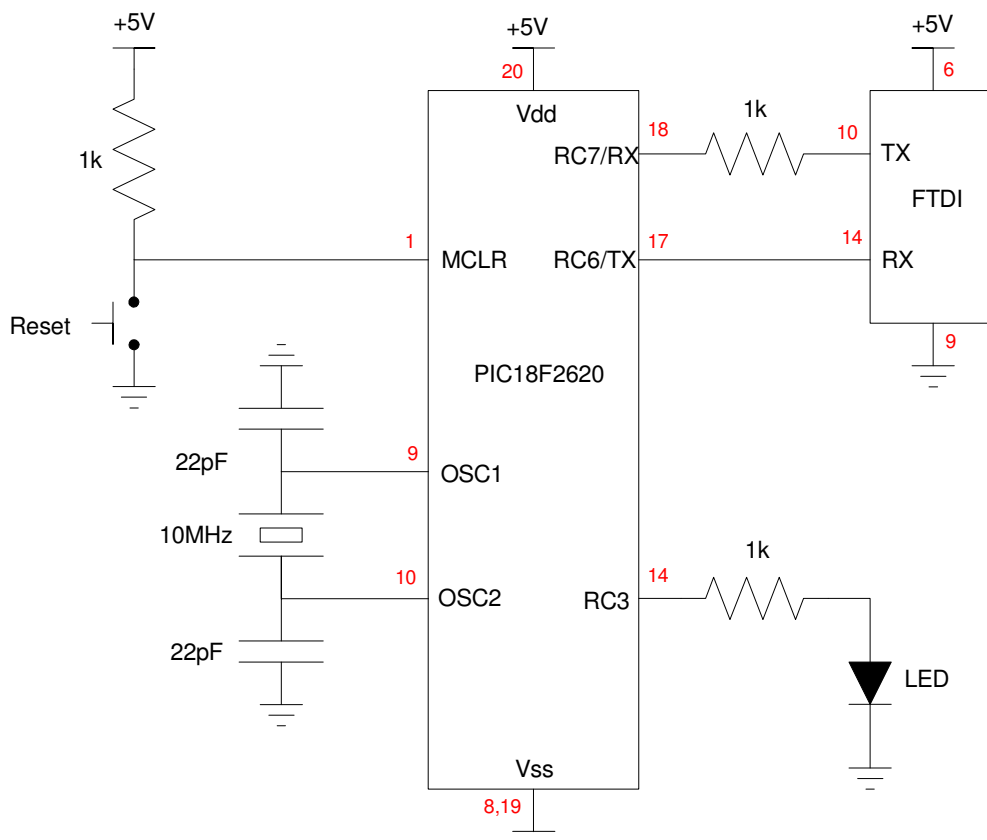 +5V
+5V
+5V
20
6
Vdd
1k
18
10
1k
RC7/RX
TX
FTDI
1
17
14
MCLR
RC6/TX
RX
Reset
9
PIC18F2620
22pF
9
OSC1
10MHz
1k
10
14
OSC2
RC3
22pF
LED
Vss
8,19